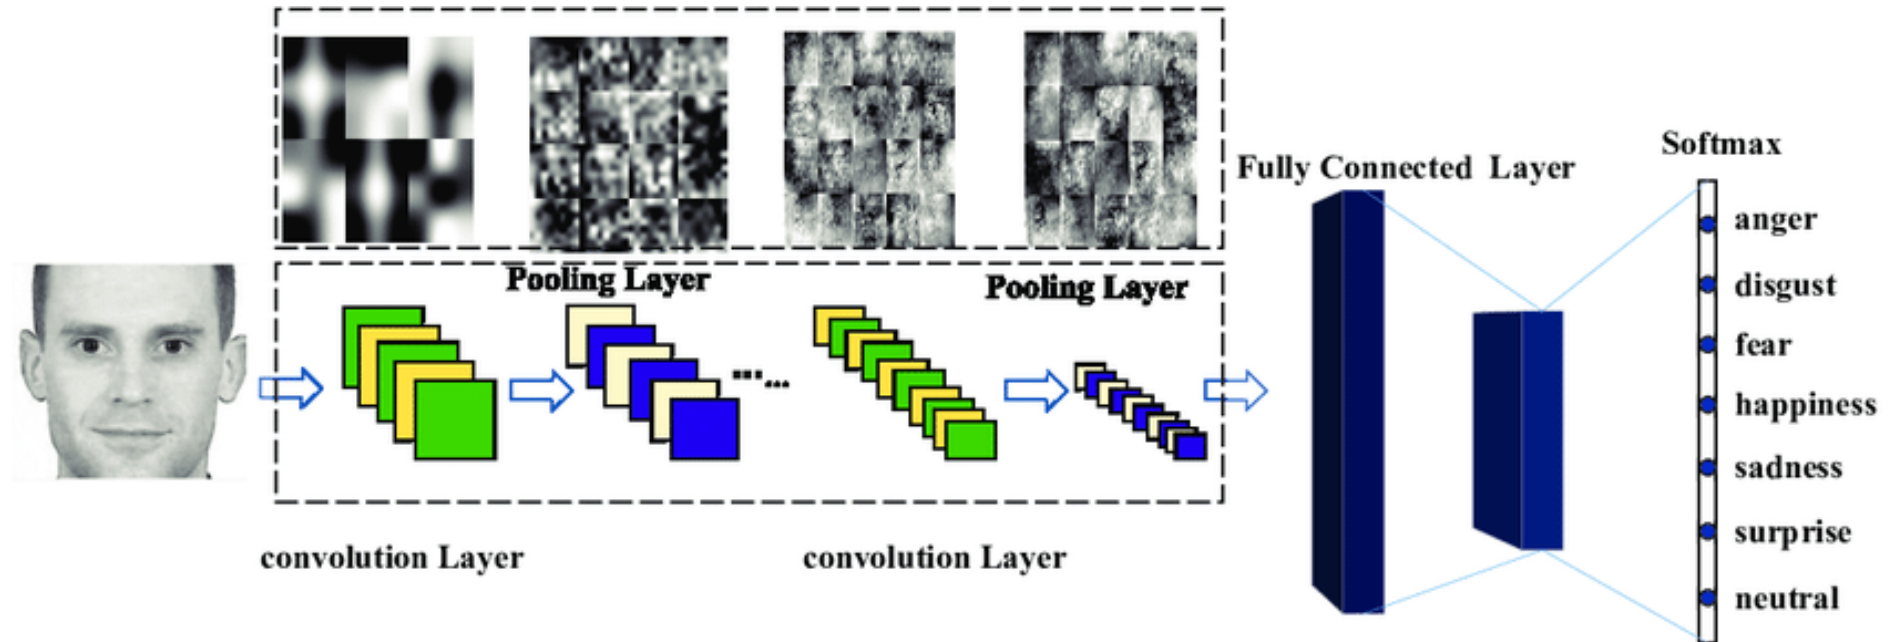 Pooling Layer
Pooling Layer
convolution Layer
convolution Layer
Fully Connected Layer
Softmax
anger
disgust
fear
happiness
sadness
surprise
neutral